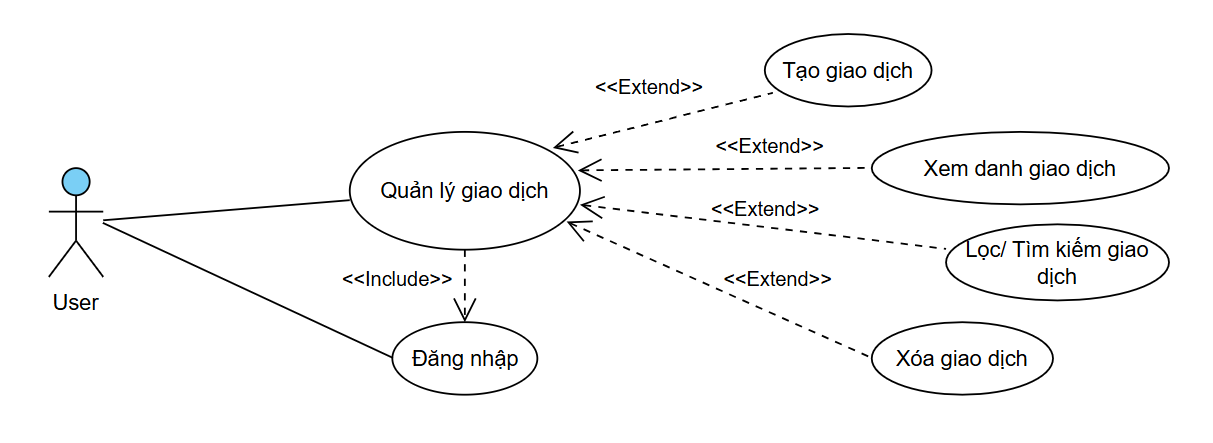 Tạo giao dịch
<<Extend>>
<<Extend>>
Xem danh giao dịch
Quản lý giao dịch
<<Extend>>
Lọc/ Tìm kiếm giao
dịch
<<Include>>
<<Extend>>
User
Đăng nhập
Xóa giao dịch